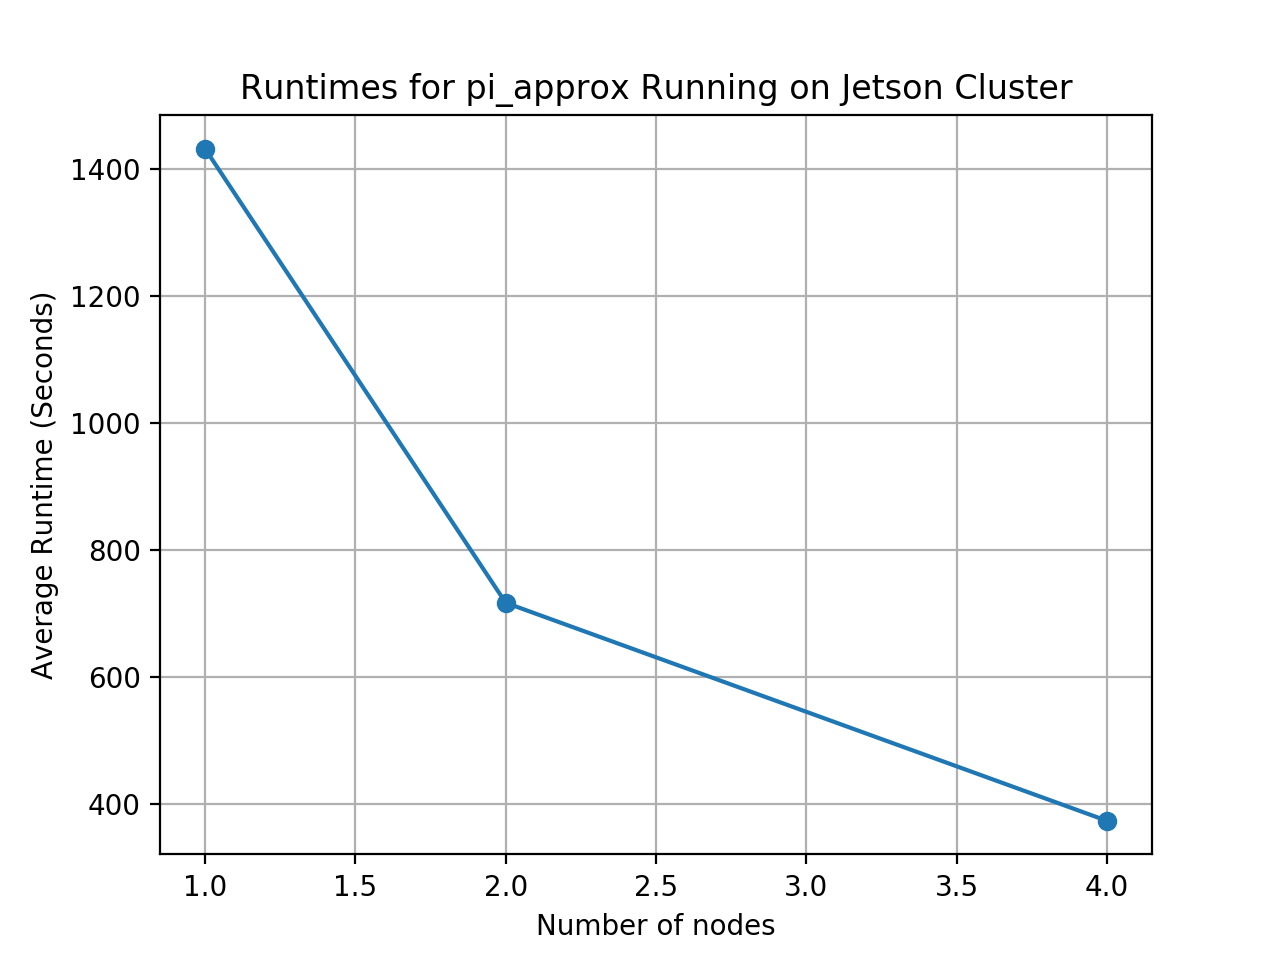 Runtimes for pi_approx Running on Jetson Cluster
Average Runtime (Seconds)
1400
1200
1000
800
600
400
1.0 1.5 2.0 2.5 3.0 3.5 4.0
Number of nodes